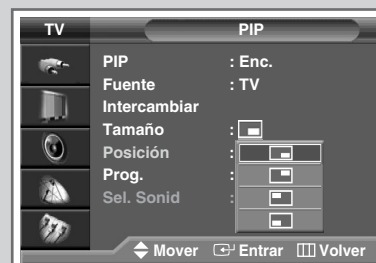 TV PIP
PIP : Enc.
Fuente : TV
Intercambiar
Tamaño :
Posición :
Prog. :
Sel. Sonid :
Mover Entrar Volver